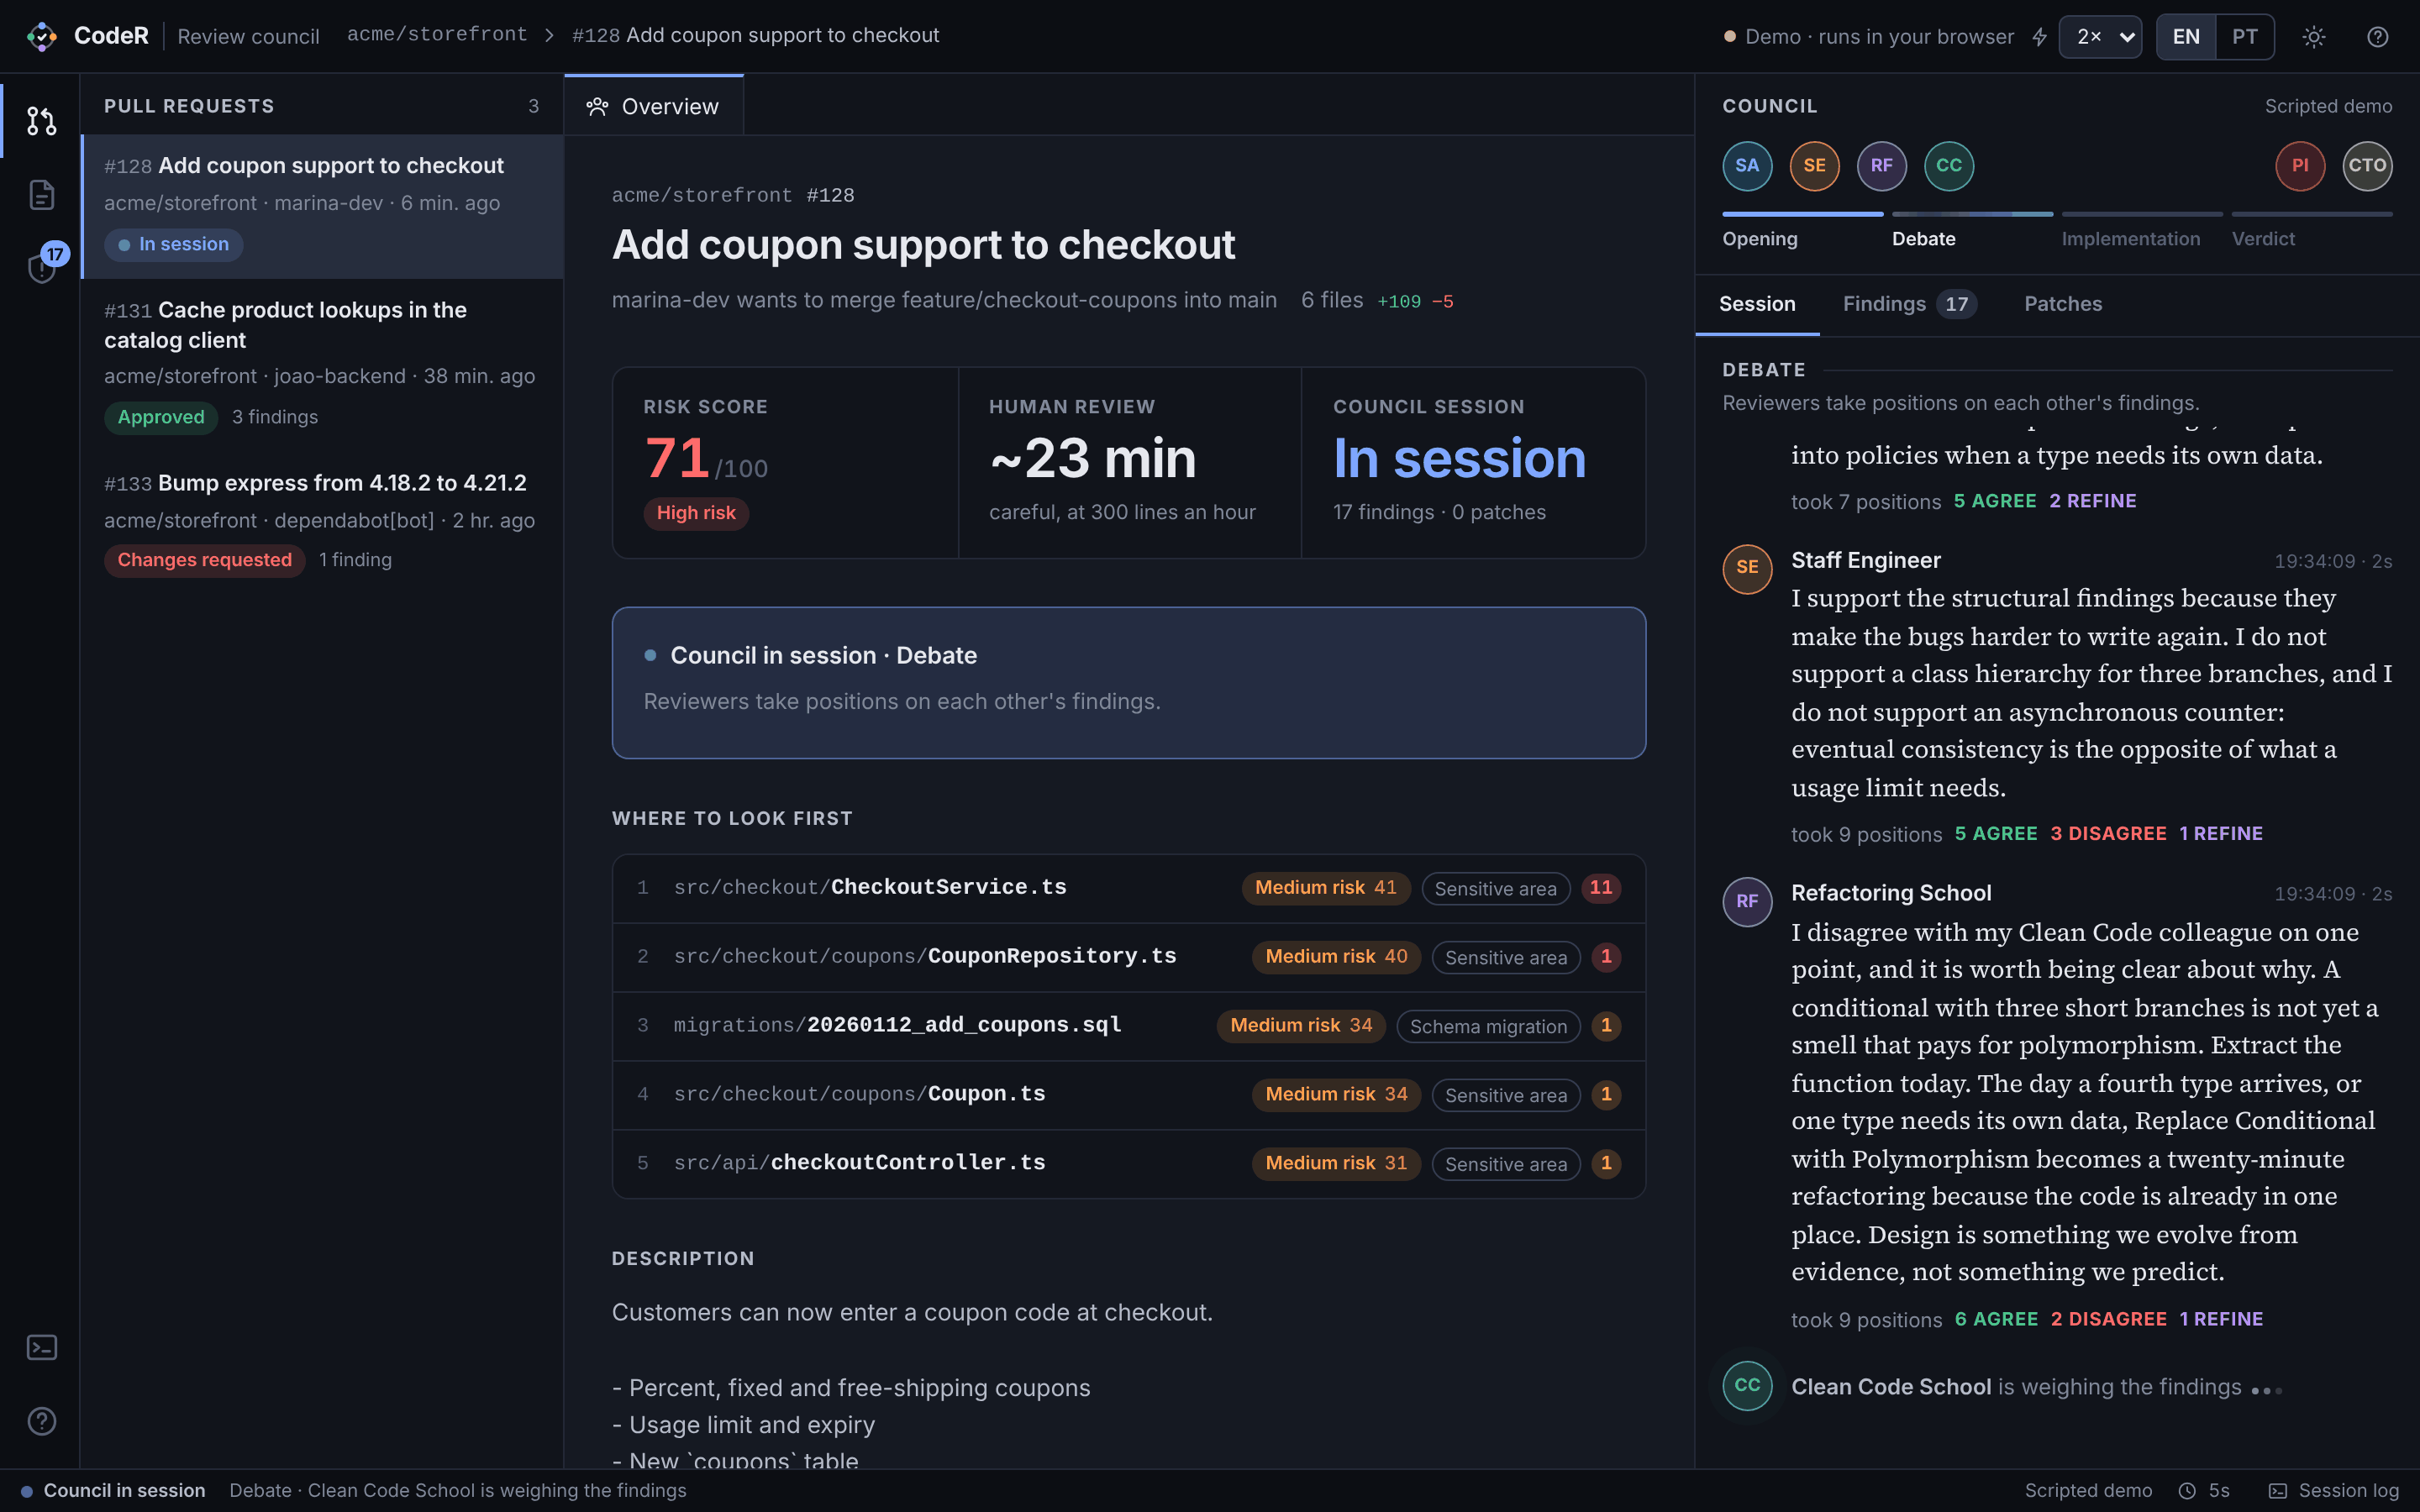 CodeR Review council acme/storefront > #128 Add coupon support to checkout
Demo · runs in your browser 2× EN PT
PULL REQUESTS 3
#128 Add coupon support to checkout
acme/storefront · marina-dev · 6 min. ago
In session
17
#131 Cache product lookups in the
catalog client
acme/storefront · joao-backend · 38 min. ago
Approved 3 findings
#133 Bump express from 4.18.2 to 4.21.2
acme/storefront · dependabot[bot] · 2 hr. ago
Changes requested 1 finding
Overview
acme/storefront #128
Add coupon support to checkout
marina-dev wants to merge feature/checkout-coupons into main 6 files +109 −5
RISK SCORE
71/100
High risk
HUMAN REVIEW
~23 min
careful, at 300 lines an hour
COUNCIL SESSION
In session
17 findings · 0 patches
Council in session · Debate
Reviewers take positions on each other's findings.
WHERE TO LOOK FIRST
1 src/checkout/CheckoutService.ts Medium risk 41 Sensitive area 11
2 src/checkout/coupons/CouponRepository.ts Medium risk 40 Sensitive area 1
3 migrations/20260112_add_coupons.sql Medium risk 34 Schema migration 1
4 src/checkout/coupons/Coupon.ts Medium risk 34 Sensitive area 1
5 src/api/checkoutController.ts Medium risk 31 Sensitive area 1
DESCRIPTION
Customers can now enter a coupon code at checkout.
- Percent, fixed and free-shipping coupons
- Usage limit and expiry
- New `coupons` table
COUNCIL Scripted demo
SA SE RF CC PI CTO
Opening Debate Implementation Verdict
Session Findings 17 Patches
DEBATE
Reviewers take positions on each other's findings.
into policies when a type needs its own data.
took 7 positions 5 AGREE 2 REFINE
SE Staff Engineer 19:34:09 · 2s
I support the structural findings because they
make the bugs harder to write again. I do not
support a class hierarchy for three branches, and I
do not support an asynchronous counter:
eventual consistency is the opposite of what a
usage limit needs.
took 9 positions 5 AGREE 3 DISAGREE 1 REFINE
RF Refactoring School 19:34:09 · 2s
I disagree with my Clean Code colleague on one
point, and it is worth being clear about why. A
conditional with three short branches is not yet a
smell that pays for polymorphism. Extract the
function today. The day a fourth type arrives, or
one type needs its own data, Replace Conditional
with Polymorphism becomes a twenty-minute
refactoring because the code is already in one
place. Design is something we evolve from
evidence, not something we predict.
took 9 positions 6 AGREE 2 DISAGREE 1 REFINE
CC Clean Code School is weighing the findings
Council in session Debate · Clean Code School is weighing the findings
Scripted demo 5s Session log